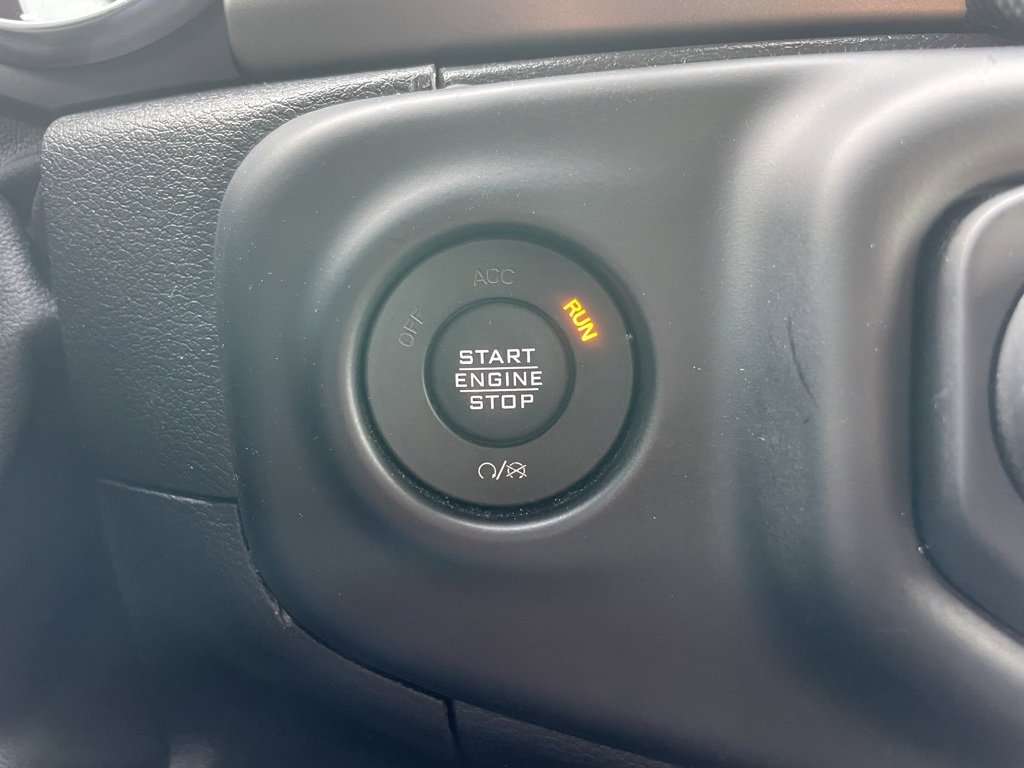 ACC
OFF
RUN
START
ENGINE
STOP